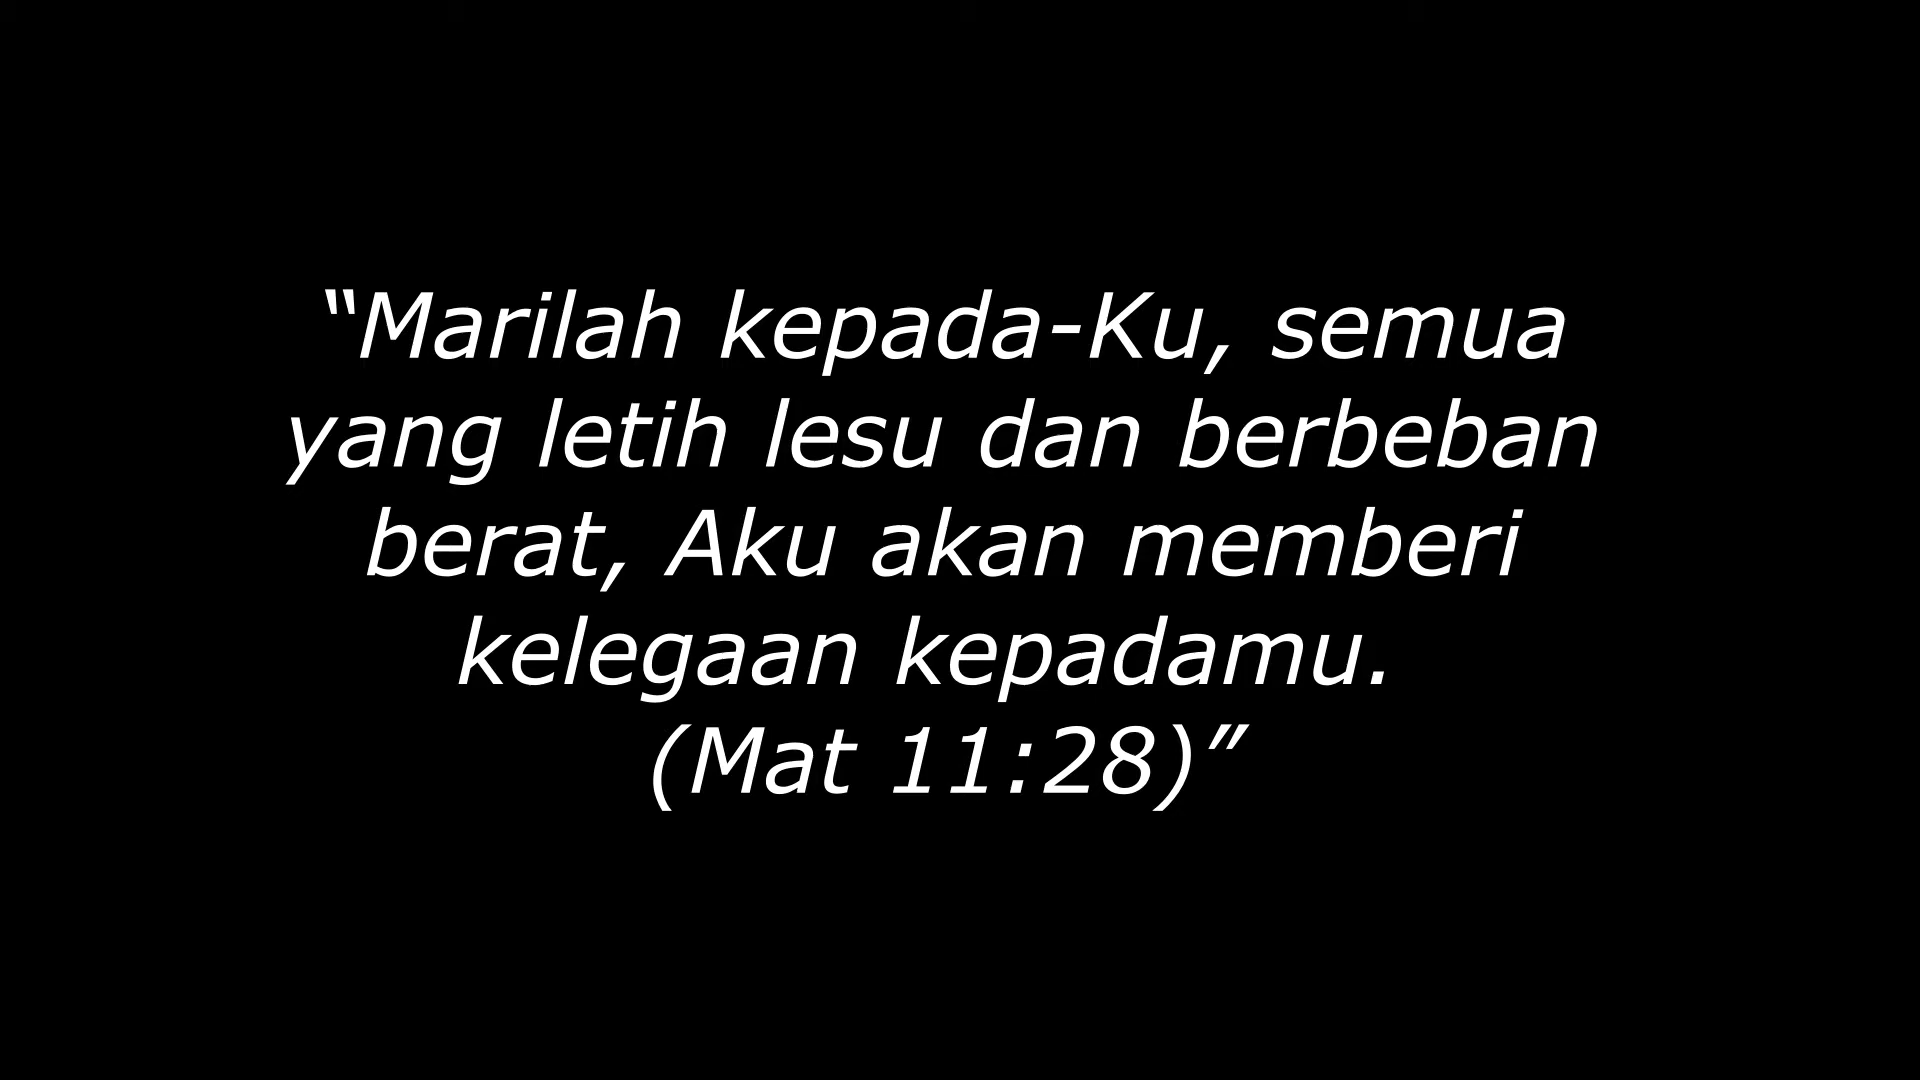 “Marilah kepada-Ku, semua
yang letih lesu dan berbeban
berat, Aku akan memberi
kelegaan kepadamu.
(Mat 11:28)”